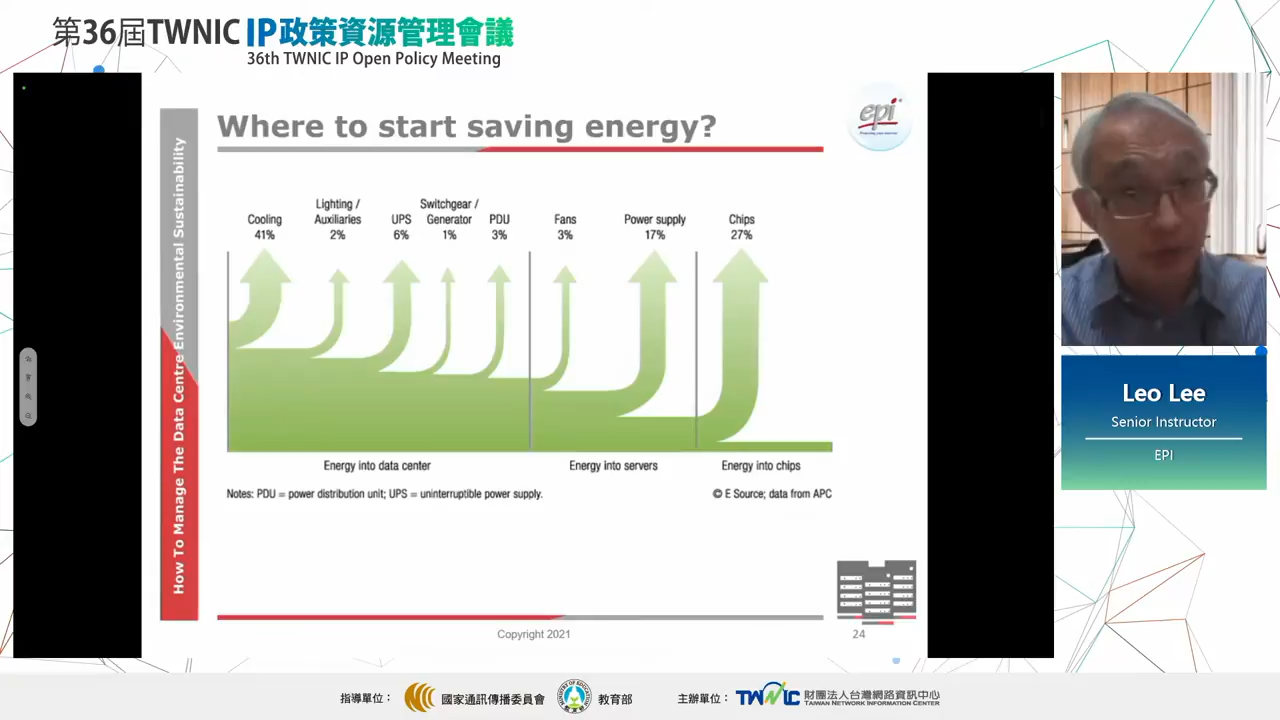 第36屆TWNIC IP政策資源管理會議
36th TWNIC IP Open Policy Meeting
How To Manage The Data Centre Environmental Sustainability
Where to start saving energy?
epi
Cooling
41%
Lighting /
Auxiliaries
2%
UPS
6%
Switchgear /
Generator
1%
PDU
3%
Fans
3%
Power supply
17%
Chips
27%
Energy into data center
Energy into servers
Energy into chips
Notes: PDU = power distribution unit; UPS = uninterruptible power supply.
© E Source; data from APC
Copyright 2021
24
Leo Lee
Senior Instructor
EPI
指導單位：
國家通訊傳播委員會
教育部
主辦單位：
TWNIC
財團法人台灣網路資訊中心
TAIWAN NETWORK INFORMATION CENTER